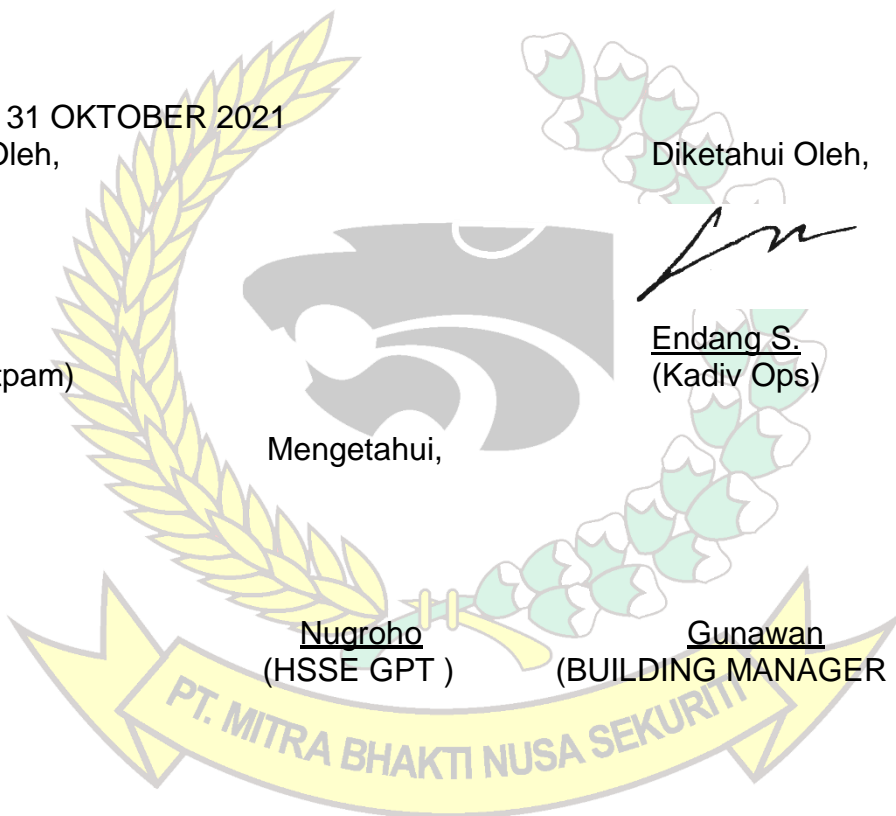 31 OKTOBER 2021
Oleh, Diketahui Oleh,
Endang S.
tpam) (Kadiv Ops)
Mengetahui,
Nugroho Gunawan
(HSSE GPT ) (BUILDING MANAGER
PT. MITRA BHAKTI NUSA SEKURITI